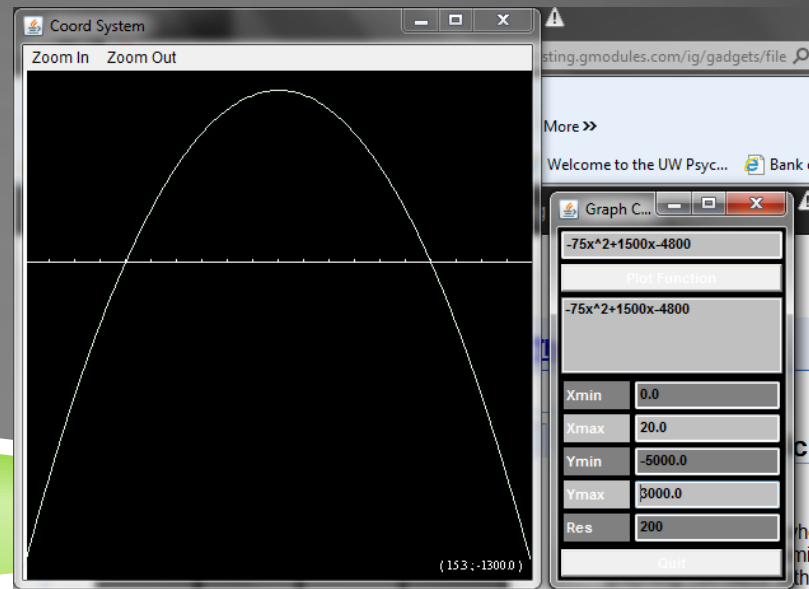 Coord System
Zoom In Zoom Out
sting.gmodules.com/ig/gadgets/file
More >>
Welcome to the UW Psyc...
Bank
Graph C...
-75x^2+1500x-4800
Plot Function
-75x^2+1500x-4800
Xmin 0.0
Xmax 20.0
Ymin -5000.0
Ymax 3000.0
Res 200
Quit
( 15.3 ; -1300.0 )